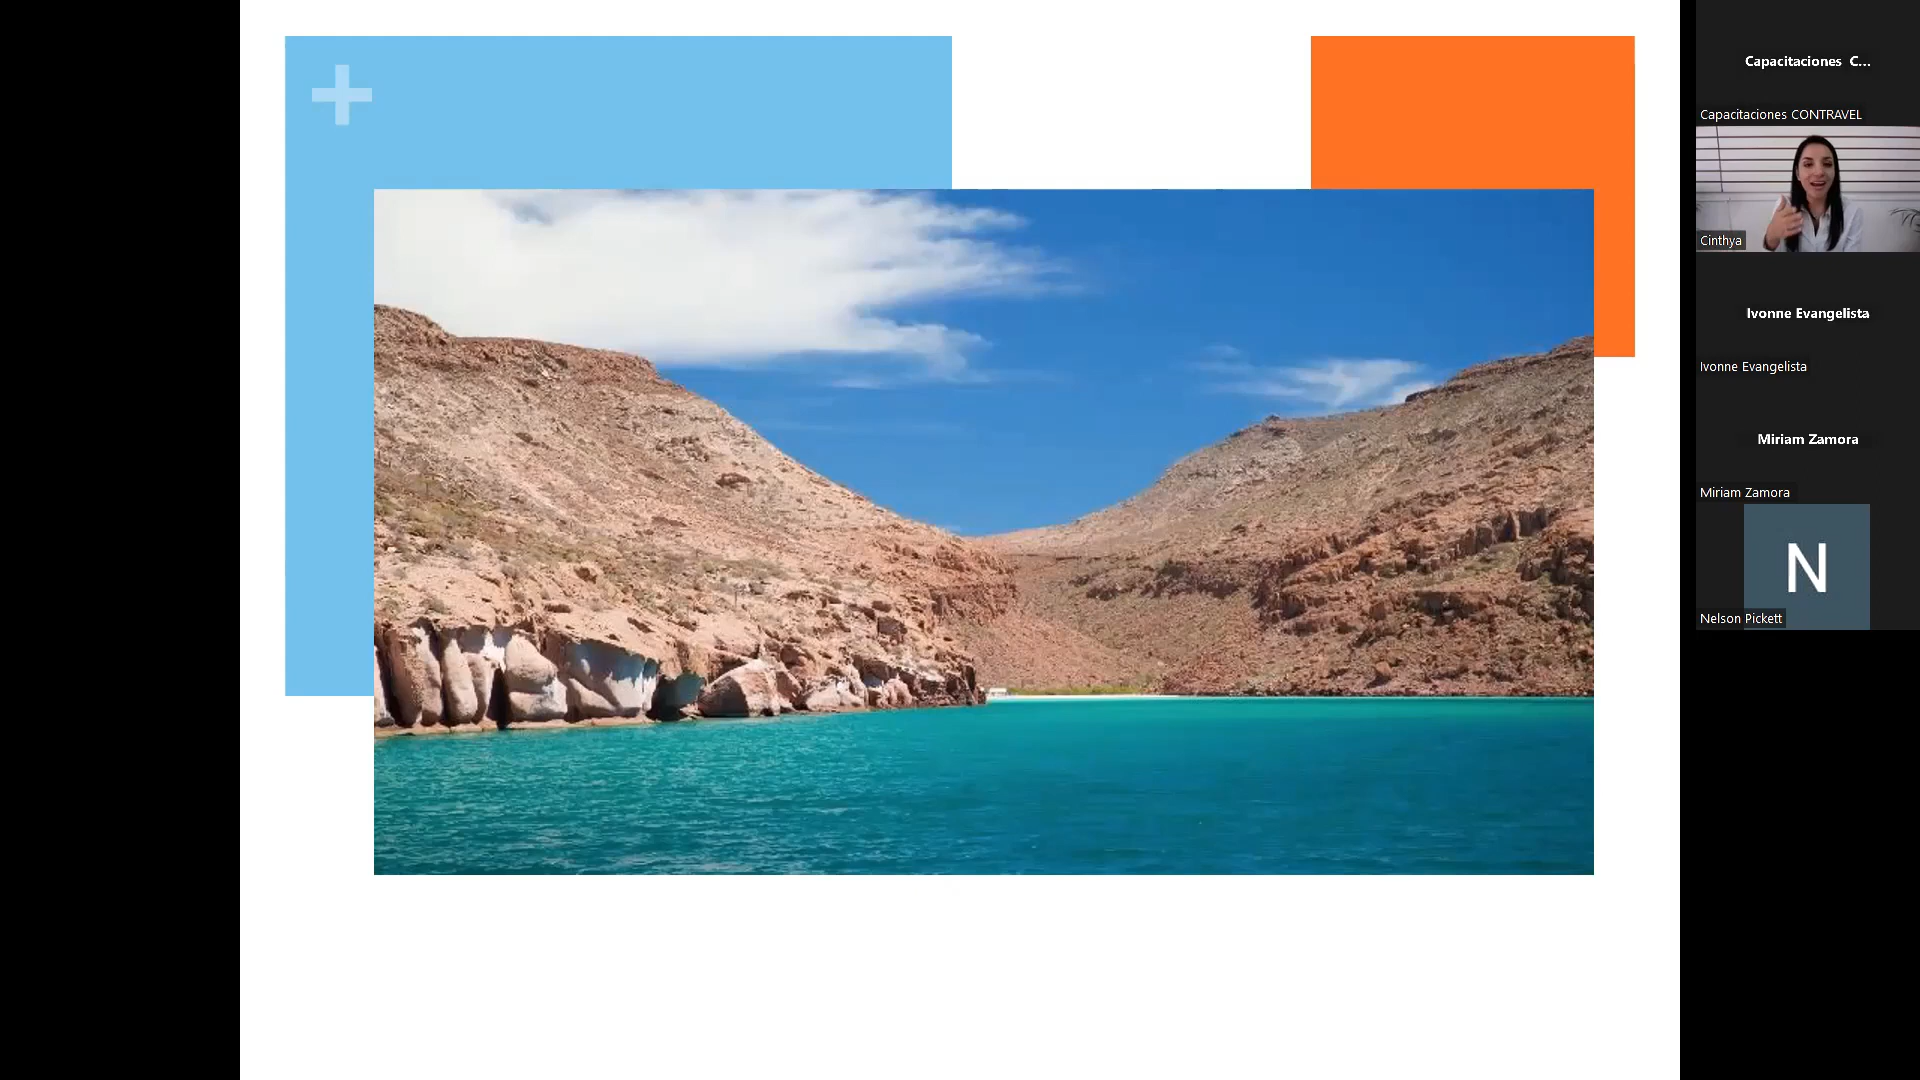 Capacitaciones C...
Capacitaciones CONTRAVEL
Cinthya
Ivonne Evangelista
Ivonne Evangelista
Miriam Zamora
Miriam Zamora
N
Nelson Pickett